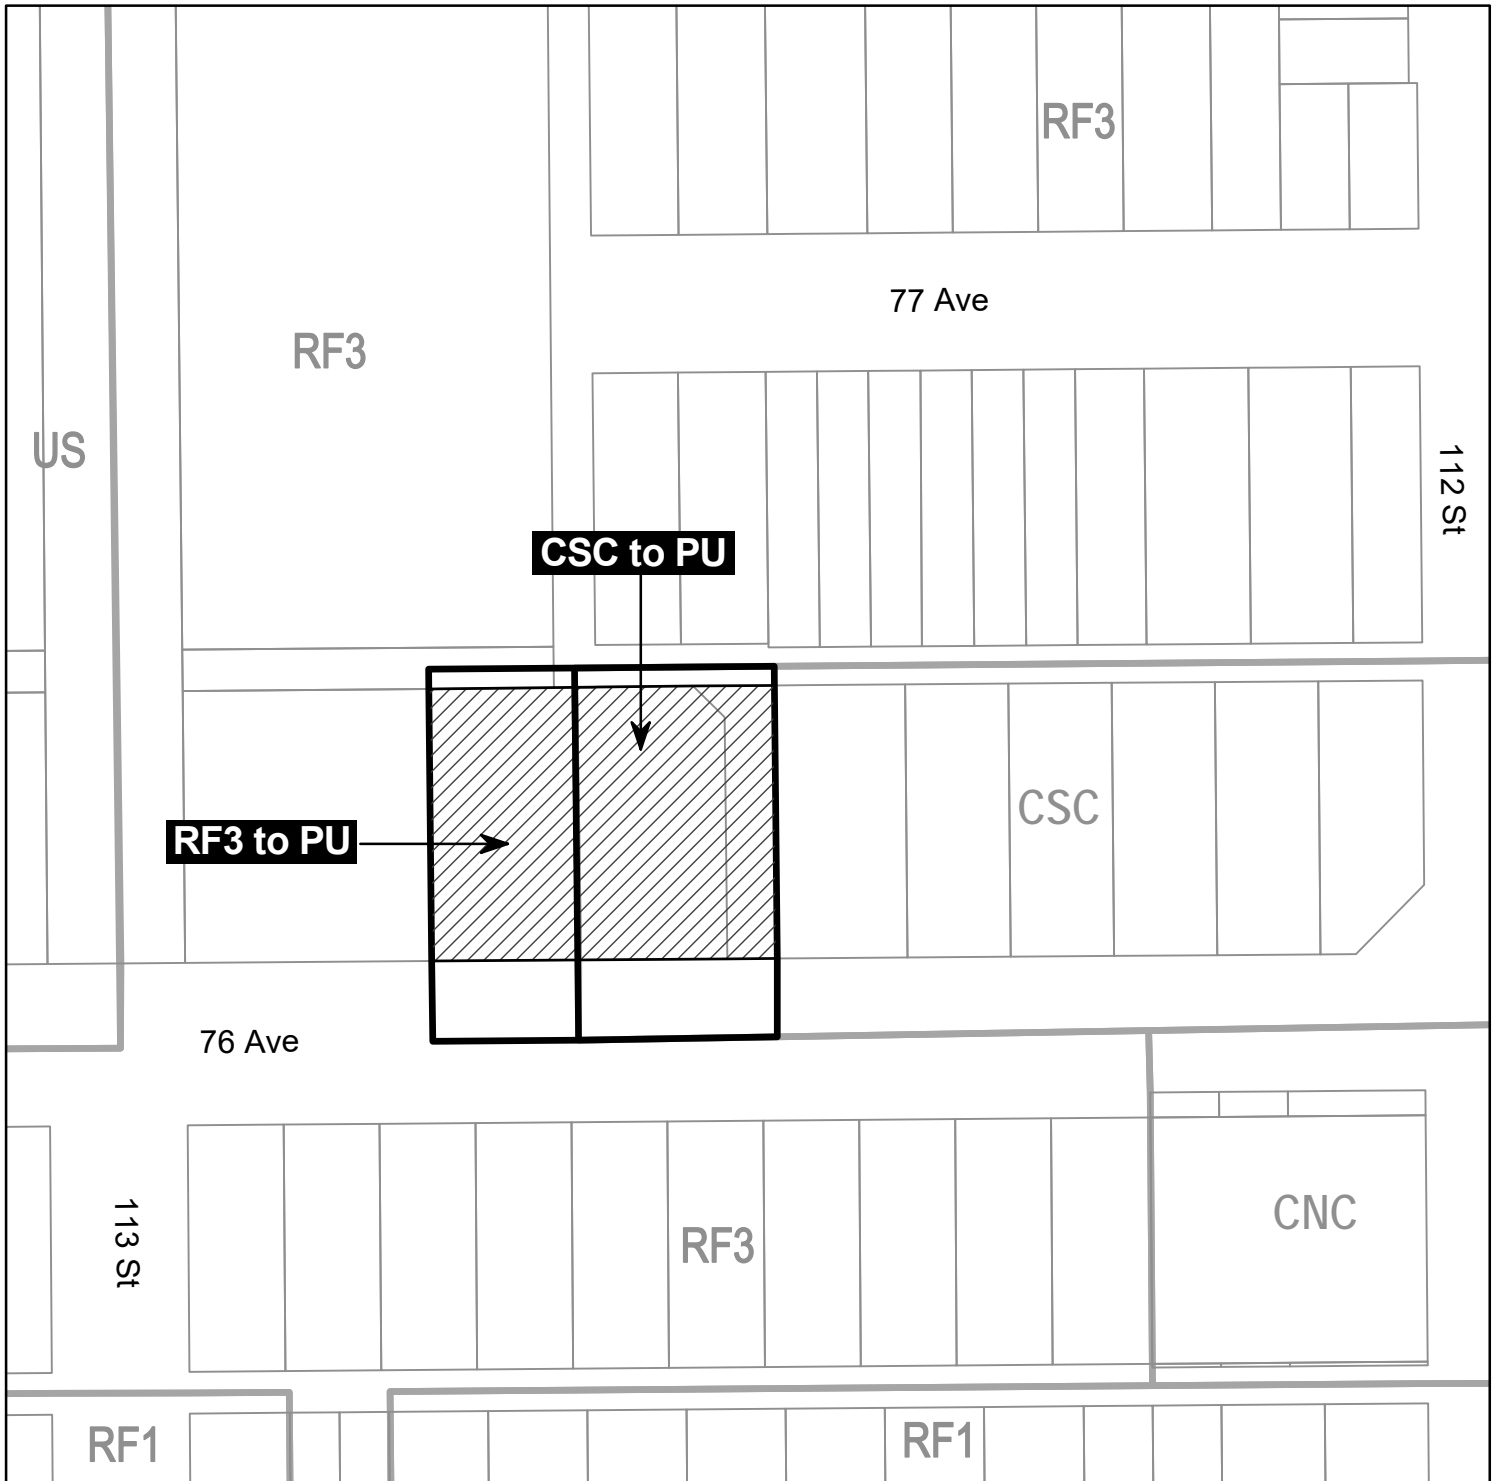 RF3
77 Ave
RF3
US
112 St
CSC to PU
CSC
RF3 to PU
76 Ave
113 St
RF3
CNC
RF1
RF1